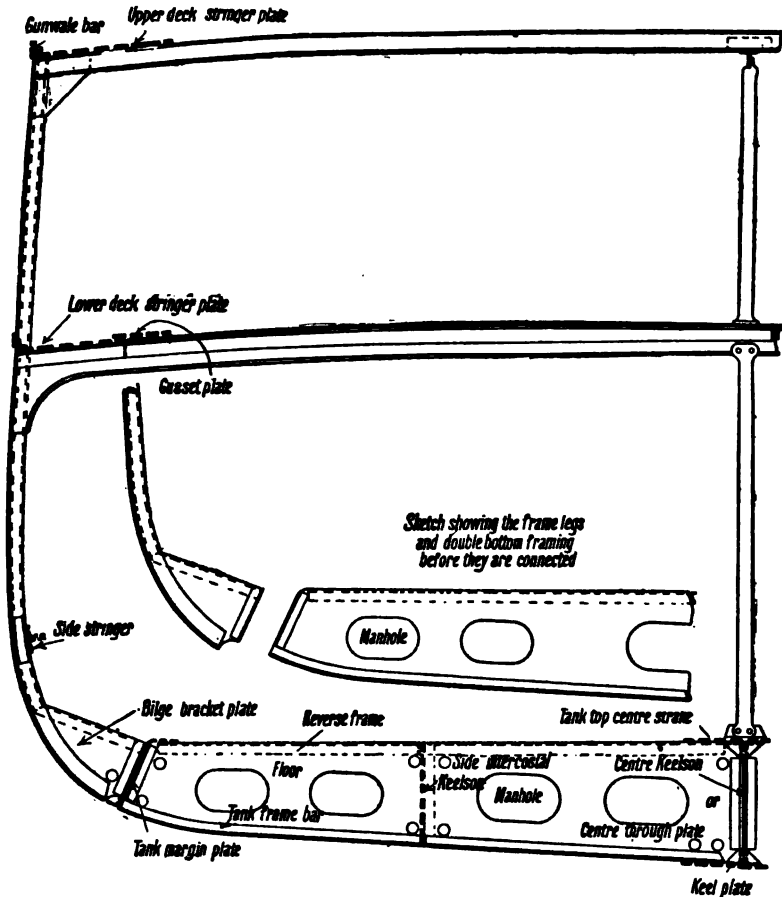 Gunwale bar
Upper deck stringer plate
Lower deck stringer plate
Gusset plate
Sketch showing the frame legs
and double bottom framing
before they are connected
Manhole
Side stringer
Bilge bracket plate
Reverse frame
Tank top centre strake
Floor
Side intercostal
Keelson
Centre Keelson
Manhole
or
Tank frame bar
Centre through plate
Tank margin plate
Keel plate